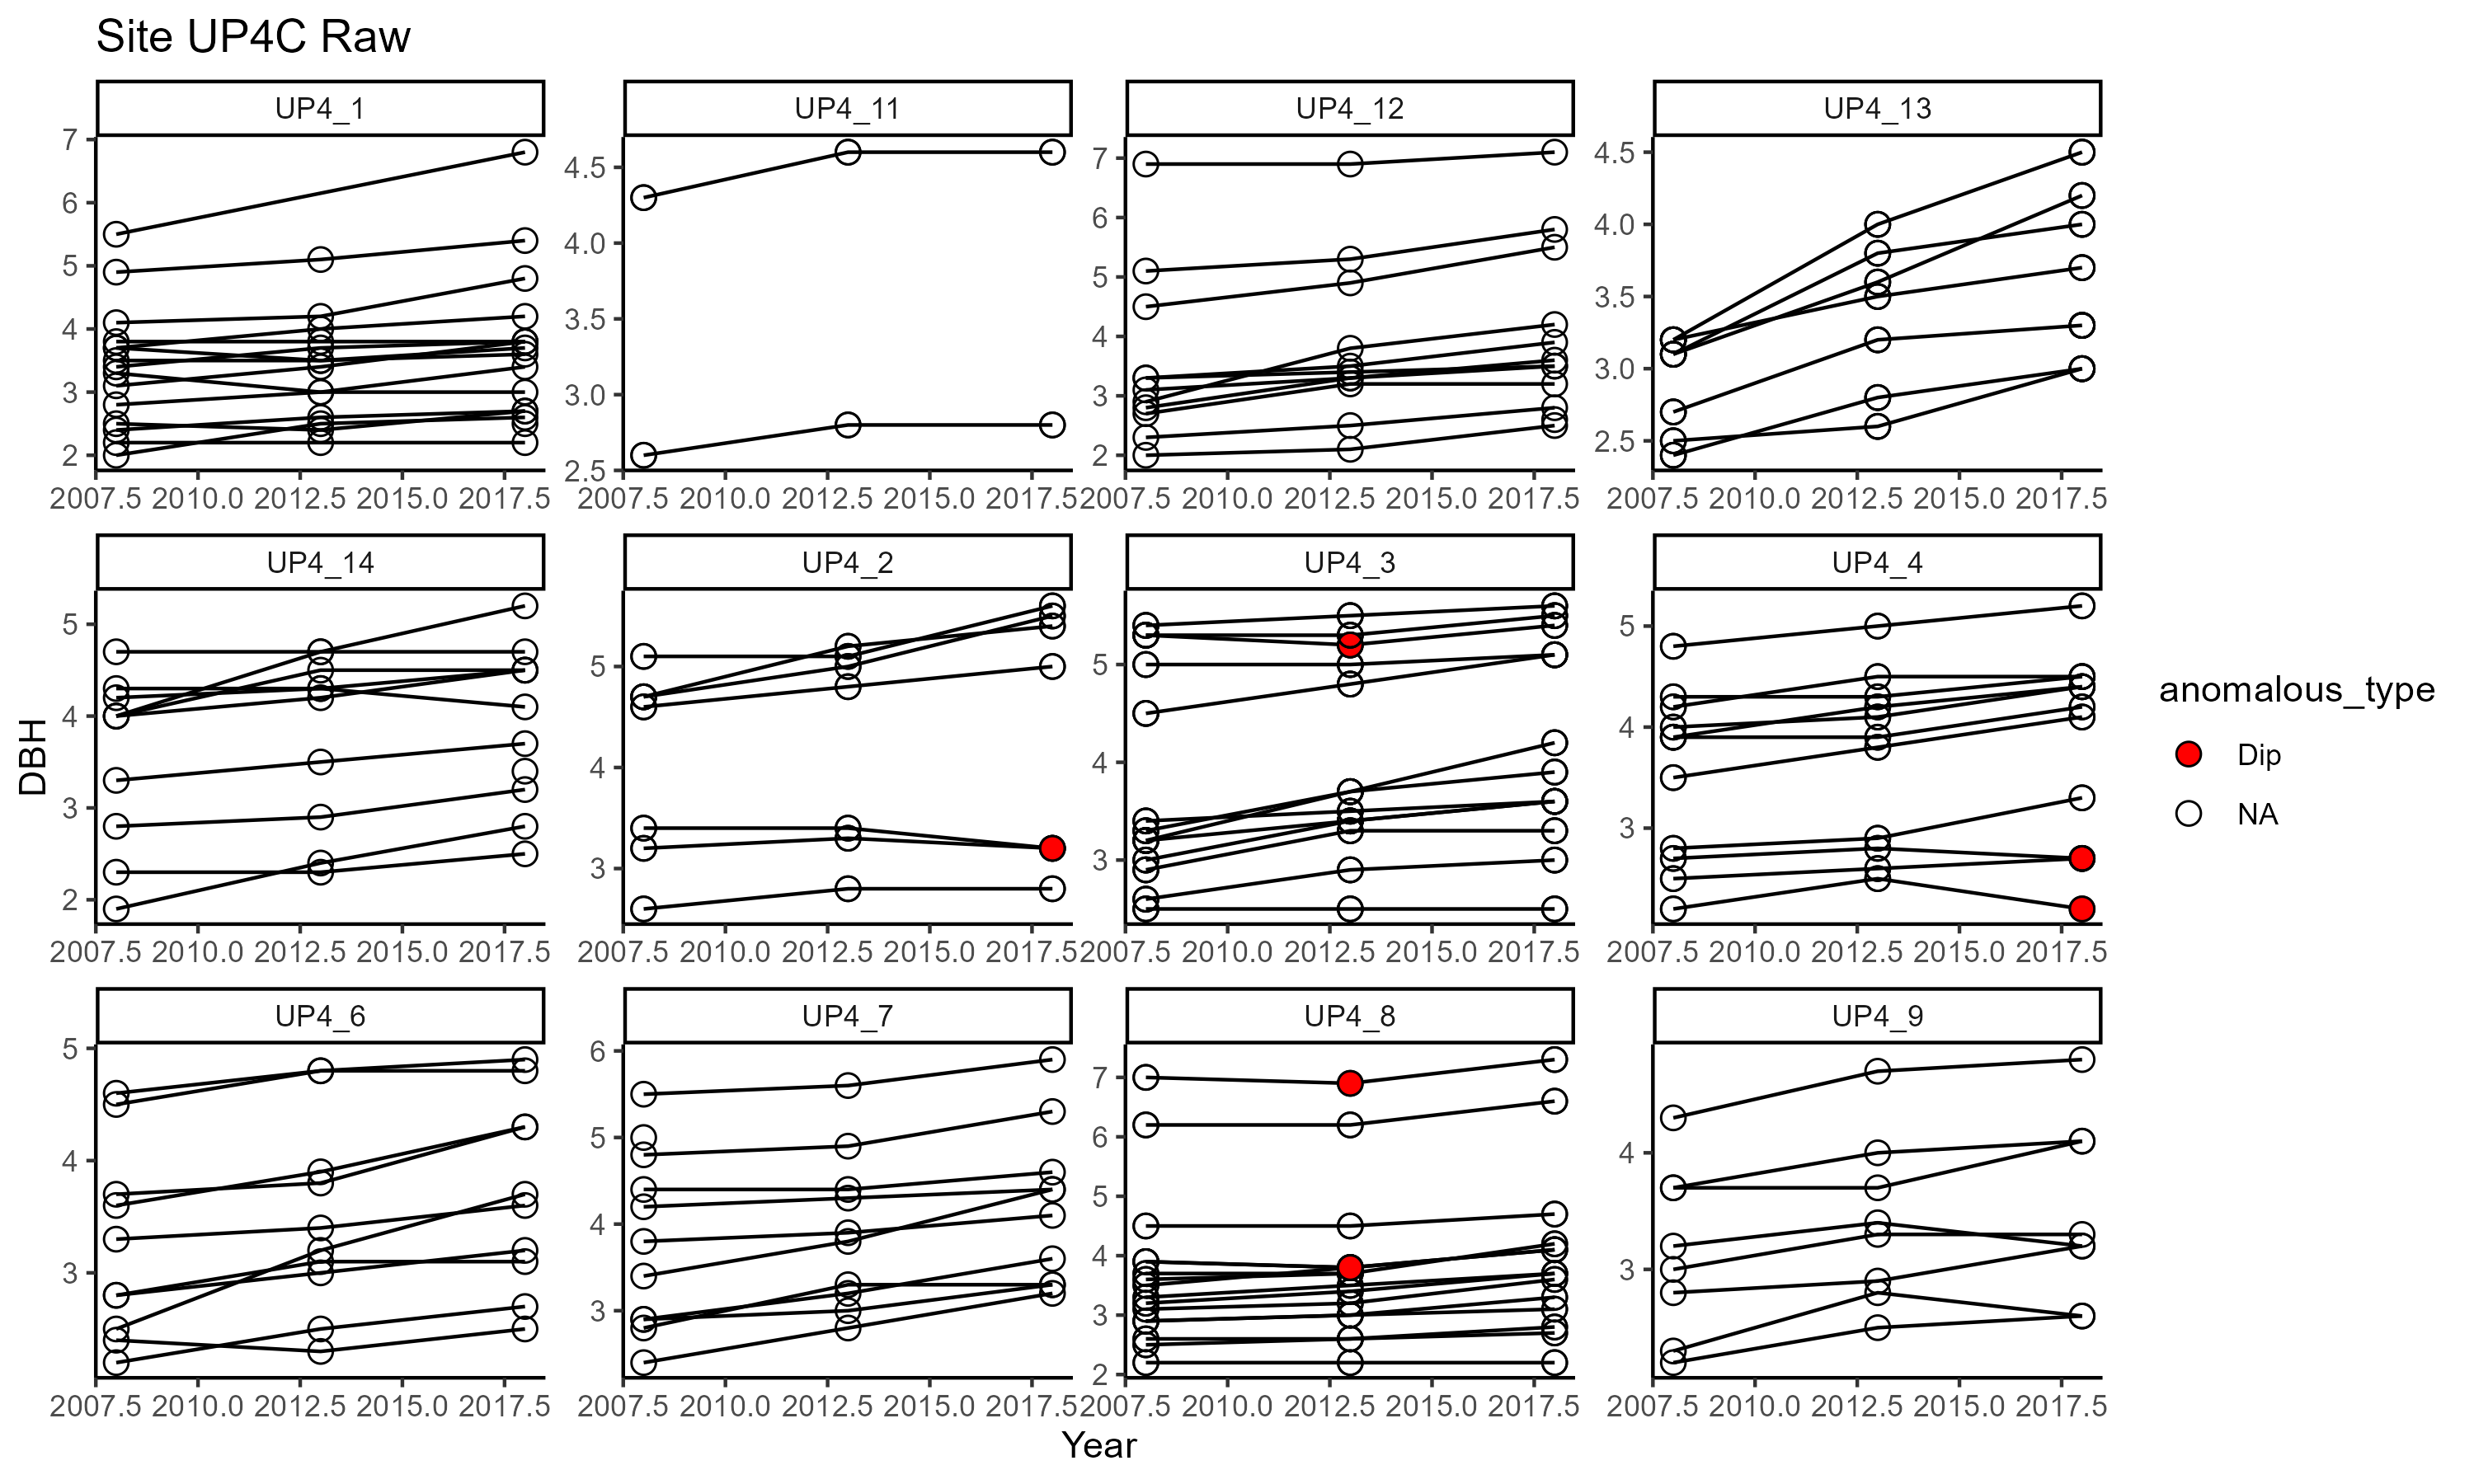 Site UP4C Raw
UP4_1 UP4_11 UP4_12 UP4_13
7 6 5 4 3 2
4.5 4.0 3.5 3.0 2.5
7 6 5 4 3 2
4.5 4.0 3.5 3.0 2.5
2007.5 2010.0 2012.5 2015.0 2017.5 2007.5 2010.0 2012.5 2015.0 2017.5 2007.5 2010.0 2012.5 2015.0 2017.5 2007.5 2010.0 2012.5 2015.0 2017.5
UP4_14 UP4_2 UP4_3 UP4_4
5 4 3 2
5 4 3
5 4 3
5 4 3
2007.5 2010.0 2012.5 2015.0 2017.5 2007.5 2010.0 2012.5 2015.0 2017.5 2007.5 2010.0 2012.5 2015.0 2017.5 2007.5 2010.0 2012.5 2015.0 2017.5
UP4_6 UP4_7 UP4_8 UP4_9
5 4 3
6 5 4 3
7 6 5 4 3 2
4 3
2007.5 2010.0 2012.5 2015.0 2017.5 2007.5 2010.0 2012.5 2015.0 2017.5 2007.5 2010.0 2012.5 2015.0 2017.5 2007.5 2010.0 2012.5 2015.0 2017.5
DBH
Year
anomalous_type
Dip
NA